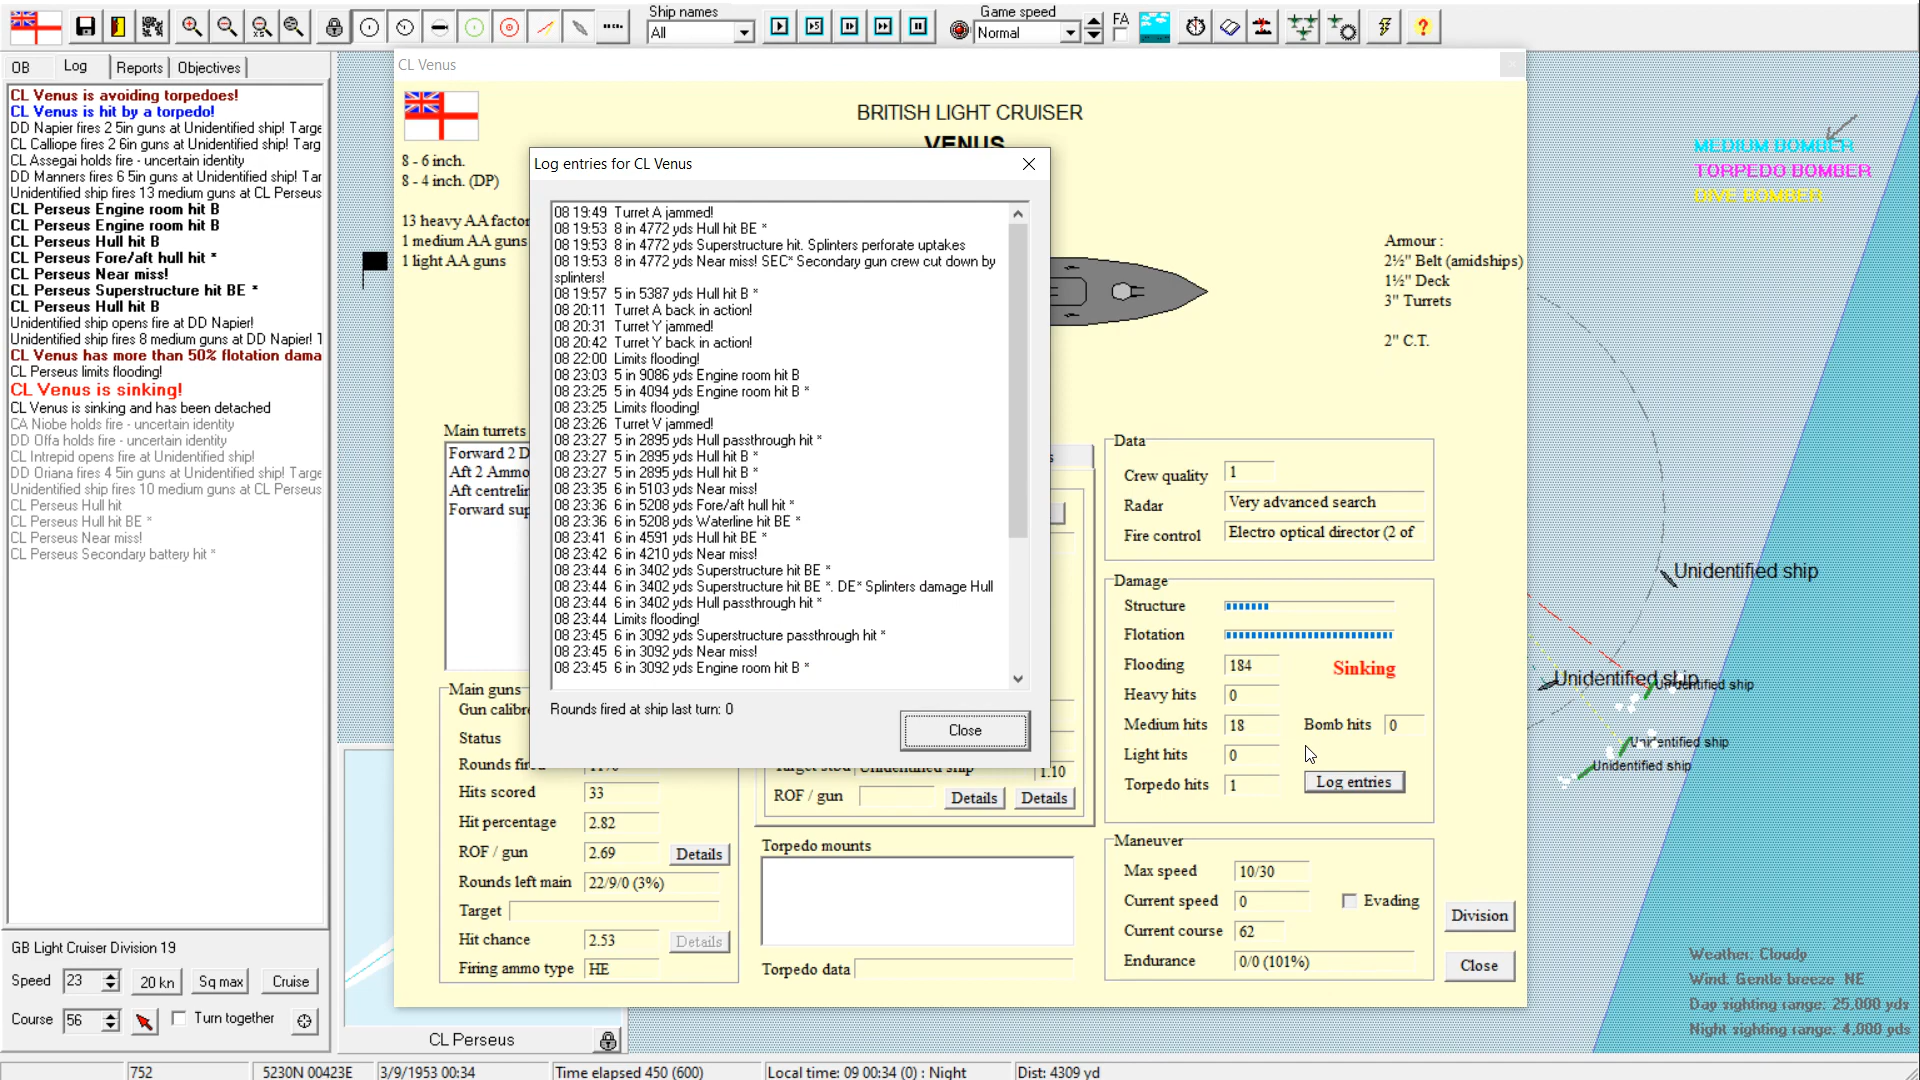 Ship names
All
Game speed
Normal
FA
OB
Log
Reports
Objectives
CL Venus is avoiding torpedoes!
CL Venus is hit by a torpedo!
DD Napier fires 2 5in guns at Unidentified ship! Targe
CL Calliope fires 2 6in guns at Unidentified ship! Targ
CL Assegai holds fire - uncertain identity
DD Manners fires 6 5in guns at Unidentified ship! Tar
Unidentified ship fires 13 medium guns at CL Perseus
CL Perseus Engine room hit B
CL Perseus Engine room hit B
CL Perseus Hull hit B
CL Perseus Fore/aft hull hit *
CL Perseus Near miss!
CL Perseus Superstructure hit BE *
CL Perseus Hull hit B
Unidentified ship opens fire at DD Napier!
Unidentified ship fires 8 medium guns at DD Napier! T
CL Venus has more than 50% flotation dama
CL Perseus limits flooding!
CL Venus is sinking!
CL Venus is sinking and has been detached
CA Niobe holds fire - uncertain identity
DD Offa holds fire - uncertain identity
CL Intrepid opens fire at Unidentified ship!
DD Oriana fires 4 5in guns at Unidentified ship! Targe
Unidentified ship fires 10 medium guns at CL Perseus
CL Perseus Hull hit
CL Perseus Hull hit BE *
CL Perseus Near miss!
CL Perseus Secondary battery hit *
GB Light Cruiser Division 19
Speed 23 20 kn Sq max Cruise
Course 56 Turn together
CL Venus
BRITISH LIGHT CRUISER
VENUS
8 - 6 inch.
8 - 4 inch. (DP)
13 heavy AA factor
1 medium AA guns
1 light AA guns
Armour :
2½" Belt (amidships)
1½" Deck
3" Turrets
2" C.T.
Main turrets
Forward 2 D
Aft 2 Ammo
Aft centrelin
Forward sup
Log entries for CL Venus
08 19:49 Turret A jammed!
08 19:53 8 in 4772 yds Hull hit BE *
08 19:53 8 in 4772 yds Superstructure hit. Splinters perforate uptakes
08 19:53 8 in 4772 yds Near miss! SEC* Secondary gun crew cut down by
splinters!
08 19:57 5 in 5387 yds Hull hit B *
08 20:11 Turret A back in action!
08 20:31 Turret Y jammed!
08 20:42 Turret Y back in action!
08 22:00 Limits flooding!
08 23:03 5 in 9086 yds Engine room hit B
08 23:25 5 in 4094 yds Engine room hit B *
08 23:25 Limits flooding!
08 23:26 Turret V jammed!
08 23:27 5 in 2895 yds Hull passthrough hit *
08 23:27 5 in 2895 yds Hull hit B *
08 23:27 5 in 2895 yds Hull hit B *
08 23:35 6 in 5103 yds Near miss!
08 23:36 6 in 5208 yds Fore/aft hull hit *
08 23:36 6 in 5208 yds Waterline hit BE *
08 23:41 6 in 4591 yds Hull hit BE *
08 23:42 6 in 4210 yds Near miss!
08 23:44 6 in 3402 yds Superstructure hit BE *
08 23:44 6 in 3402 yds Superstructure hit BE *. DE* Splinters damage Hull
08 23:44 6 in 3402 yds Hull passthrough hit *
08 23:44 Limits flooding!
08 23:45 6 in 3092 yds Superstructure passthrough hit *
08 23:45 6 in 3092 yds Near miss!
08 23:45 6 in 3092 yds Engine room hit B *
Rounds fired at ship last turn: 0
Close
Main guns
Gun calibre
Status
Hits scored 33
Hit percentage 2.82
ROF / gun 2.69 Details
Rounds left main 22/9/0 (3%)
Target
Hit chance 2.53 Details
Firing ammo type HE
1.10
ROF / gun Details Details
Torpedo mounts
Torpedo data
Data
Crew quality 1
Radar Very advanced search
Fire control Electro optical director (2 of
Damage
Structure
Flotation
Flooding 184 Sinking
Heavy hits 0
Medium hits 18 Bomb hits 0
Light hits 0
Torpedo hits 1 Log entries
Maneuver
Max speed 10/30
Current speed 0 Evading
Current course 62
Endurance 0/0 (101%)
Division
Close
MEDIUM BOMBER
TORPEDO BOMBER
DIVE BOMBER
Unidentified ship
Unidentified ship
Unidentified ship
Unidentified ship
Unidentified ship
Weather: Cloudy
Wind: Gentle breeze NE
Day sighting range: 25,000 yds
Night sighting range: 4,000 yds
CL Perseus
752
5230N 00423E
3/9/1953 00:34
Time elapsed 450 (600)
Local time: 09 00:34 (0) : Night
Dist: 4309 yd